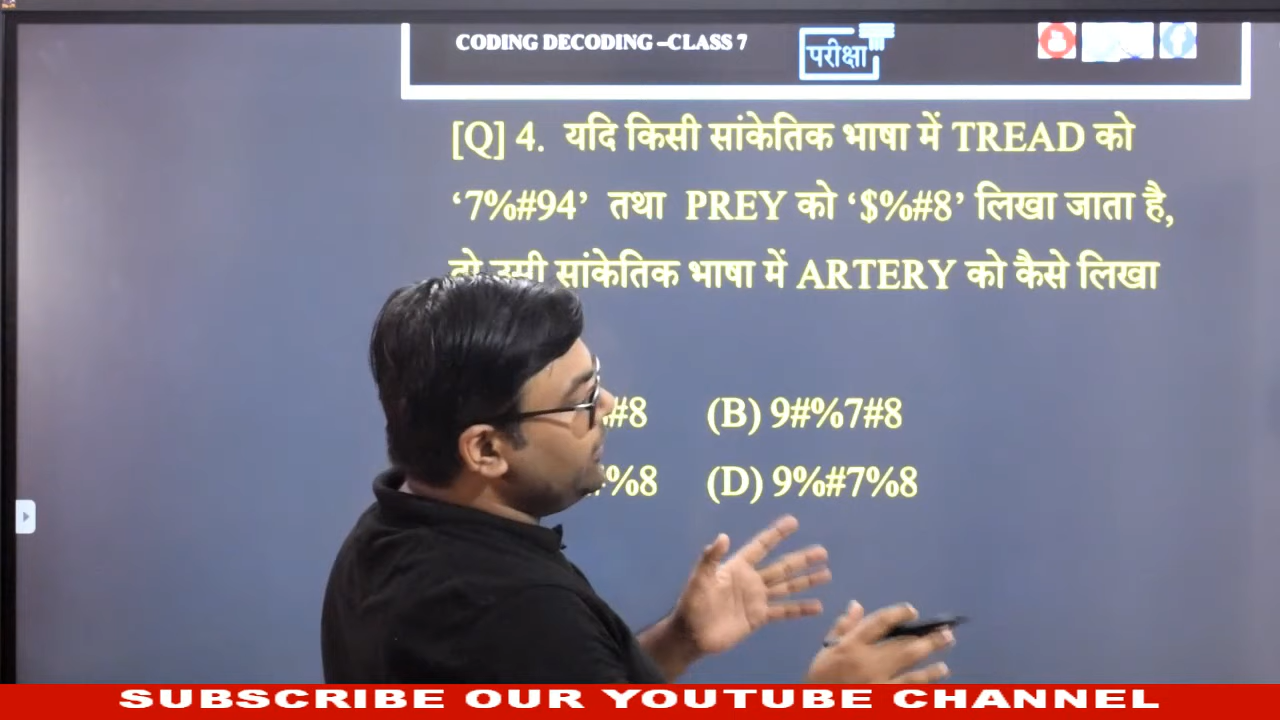 CODING DECODING –CLASS 7
परीक्षा
[Q] 4. यदि किसी सांकेतिक भाषा में TREAD को
‘7%#94’ तथा PREY को ‘$%#8’ लिखा जाता है,
सांकेतिक भाषा में ARTERY को कैसे लिखा
#8 (B) 9#%7#8
%8 (D) 9%#7%8
SUBSCRIBE OUR YOUTUBE CHANNEL